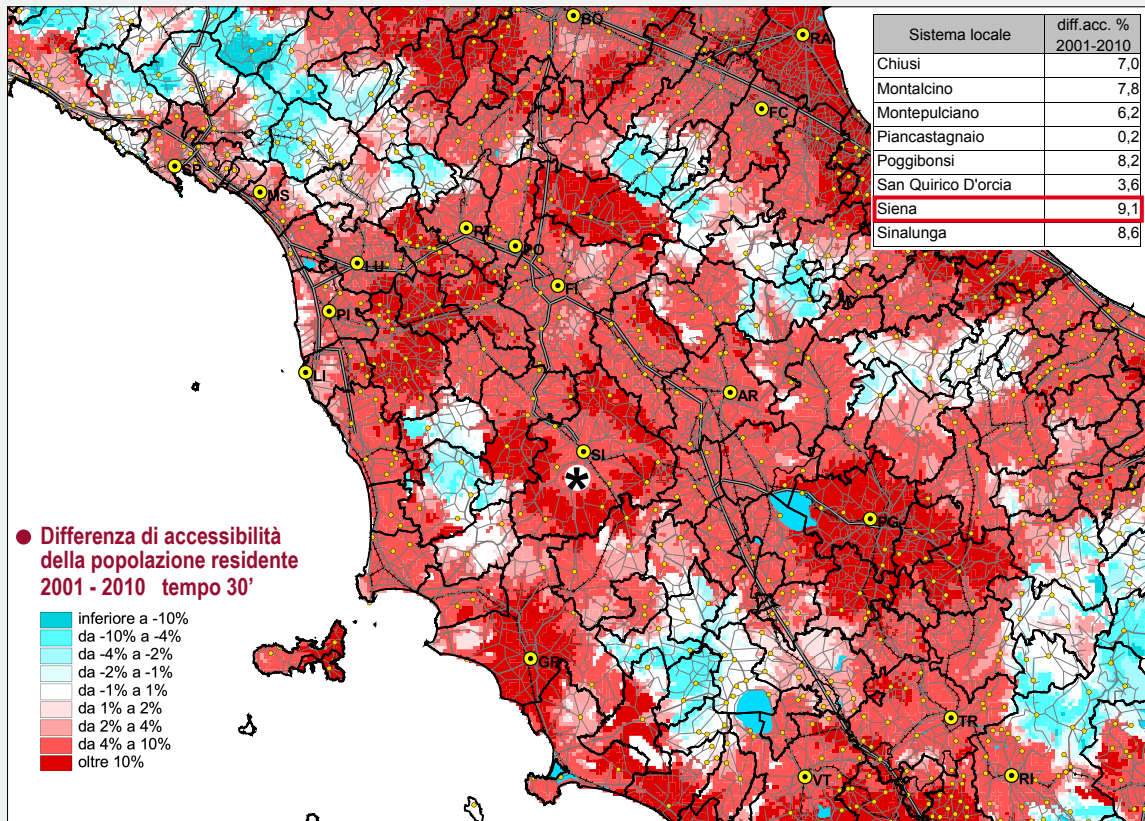 Sistema locale diff.acc. % 2001-2010
Chiusi 7,0
Montalcino 7,8
Montepulciano 6,2
Piancastagnaio 0,2
Poggibonsi 8,2
San Quirico D'orcia 3,6
Siena 9,1
Sinalunga 8,6
BO
RA
FC
SP
MS
PT
PO
LU
FI
PI
LI
AR
SI
*
PG
GR
TR
VT
RI
Differenza di accessibilità
della popolazione residente
2001 - 2010 tempo 30'
inferiore a -10%
da -10% a -4%
da -4% a -2%
da -2% a -1%
da -1% a 1%
da 1% a 2%
da 2% a 4%
da 4% a 10%
oltre 10%